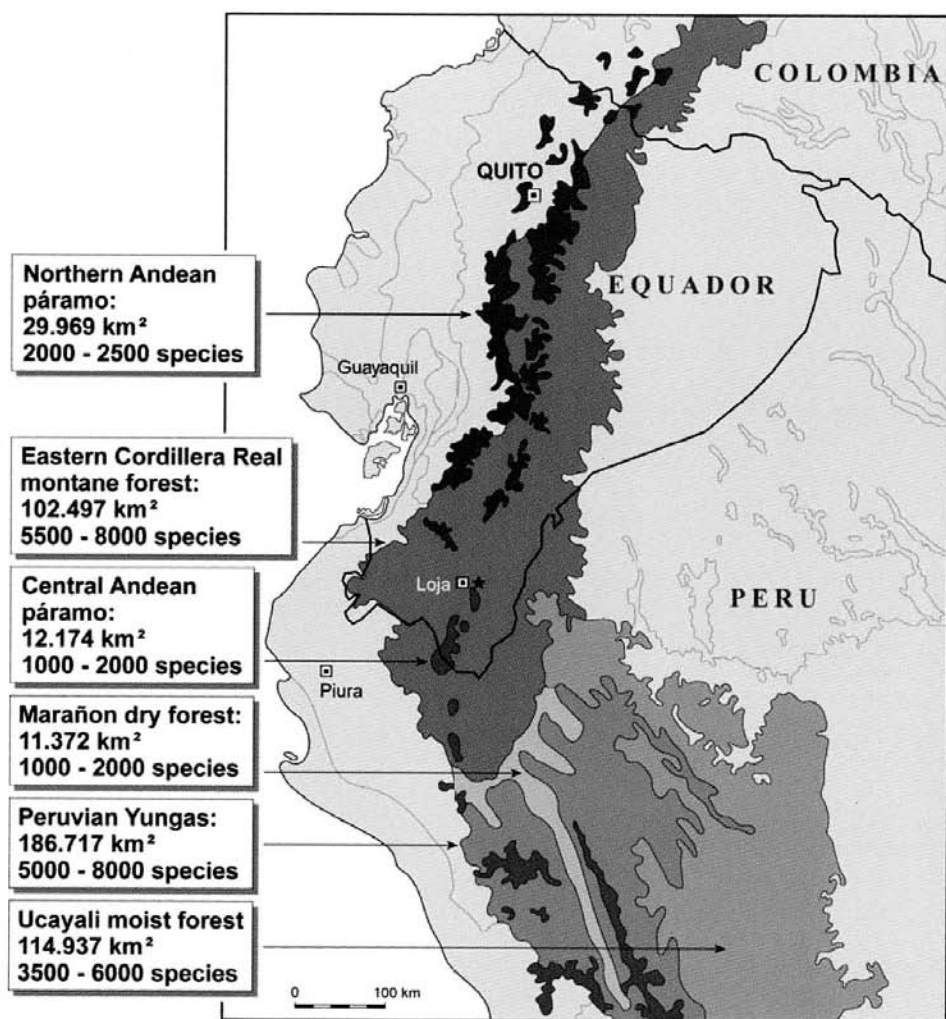 COLOMBIA
QUITO
EQUADOR
Northern Andean
páramo:
29.969 km²
2000 - 2500 species
Guayaquil
Eastern Cordillera Real
montane forest:
102.497 km²
5500 - 8000 species
Loja
Central Andean
páramo:
12.174 km²
1000 - 2000 species
PERU
Piura
Marañon dry forest:
11.372 km²
1000 - 2000 species
Peruvian Yungas:
186.717 km²
5000 - 8000 species
Ucayali moist forest
114.937 km²
3500 - 6000 species
0 100 km